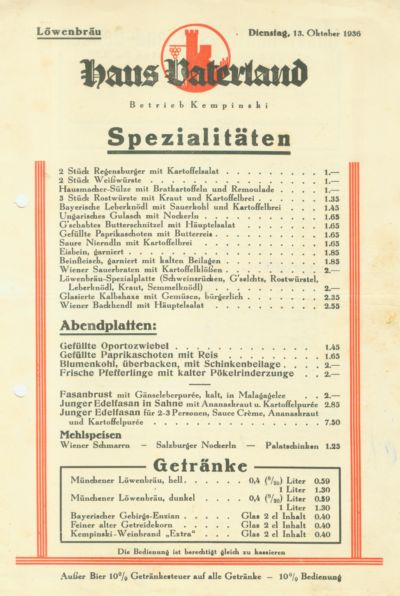 Löwenbräu
Dienstag, 13. Oktober 1936
Haus Vaterland
Betrieb Kempinski
Spezialitäten
2 Stück Regensburger mit Kartoffelsalat . . . . . . . . . . 1.—
2 Stück Weißwürste . . . . . . . . . . 1.—
Hausmacher-Sülze mit Bratkartoffeln und Remoulade . . . . . . 1.—
3 Stück Rostwürste mit Kraut und Kartoffelbrei . . . . . . . 1.35
Bayerische Leberknödl mit Sauerkohl und Kartoffelbrei . . . . . 1.45
Ungarisches Gulasch mit Nockerln . . . . . . . . . . 1.65
G'schabtes Butterschnitzel mit Häuptelsalat . . . . . . . . 1.65
Gefüllte Paprikaschoten mit Butterreis . . . . . . . . . 1.65
Saure Nierndln mit Kartoffelbrei . . . . . . . . . . 1.65
Eisbein, garniert . . . . . . . . . . 1.85
Beinfleisch, garniert mit kalten Beilagen . . . . . . . . 1.85
Wiener Sauerbraten mit Kartoffelklößen . . . . . . . . . 2.—
Löwenbräu-Spezialplatte (Schweinsrücken, G'selchts, Rostwürstel,
Leberknödl, Kraut, Semmelknödl) . . . . . . . . . . 2.—
Glasierte Kalbshaxe mit Gemüsen, bürgerlich . . . . . . . 2.35
Wiener Backhendl mit Häuptelsalat . . . . . . . . . . 2.55
Abendplatten:
Gefüllte Oportozwiebel . . . . . . . . . . 1.45
Gefüllte Paprikaschoten mit Reis . . . . . . . . . . 1.65
Blumenkohl, überbacken, mit Schinkenbeilage . . . . . . 2.—
Frische Pfefferlinge mit kalter Pökelrinderzunge . . . 2.—
Fasanbrust mit Gänseleberpurée, kalt, in Malagagelee . . . . 2.—
Junger Edelfasan in Sahne mit Ananaskraut u. Kartoffelpurée 2.85
Junger Edelfasan für 2-3 Personen, Sauce Crème, Ananaskraut
und Kartoffelpurée . . . . . . . . . . 7.50
Mehlspeisen
Wiener Schmarrn — Salzburger Nockerln — Palatschinken 1.25
Getränke
Münchener Löwenbräu, hell . . . . . 0,4 (8/20) Liter 0.59
1 Liter 1.30
Münchener Löwenbräu, dunkel . . . . 0,4 (8/20) Liter 0.59
1 Liter 1.30
Bayerischer Gebirgs-Enzian . . . . . Glas 2 cl Inhalt 0.40
Feiner alter Getreidekorn . . . . . Glas 2 cl Inhalt 0.40
Kempinski-Weinbrand „Extra" . . . . Glas 2 cl Inhalt 0.40
Die Bedienung ist berechtigt gleich zu kassieren
Außer Bier 10% Getränkesteuer auf alle Getränke — 10% Bedienung